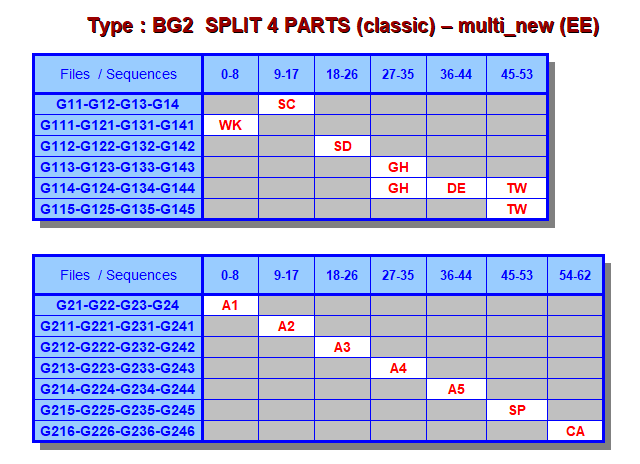 Type : BG2 SPLIT 4 PARTS (classic) – multi_new (EE)
Files / Sequences 0-8 9-17 18-26 27-35 36-44 45-53
G11-G12-G13-G14 SC
G111-G121-G131-G141 WK
G112-G122-G132-G142 SD
G113-G123-G133-G143 GH
G114-G124-G134-G144 GH DE TW
G115-G125-G135-G145 TW
Files / Sequences 0-8 9-17 18-26 27-35 36-44 45-53 54-62
G21-G22-G23-G24 A1
G211-G221-G231-G241 A2
G212-G222-G232-G242 A3
G213-G223-G233-G243 A4
G214-G224-G234-G244 A5
G215-G225-G235-G245 SP
G216-G226-G236-G246 CA